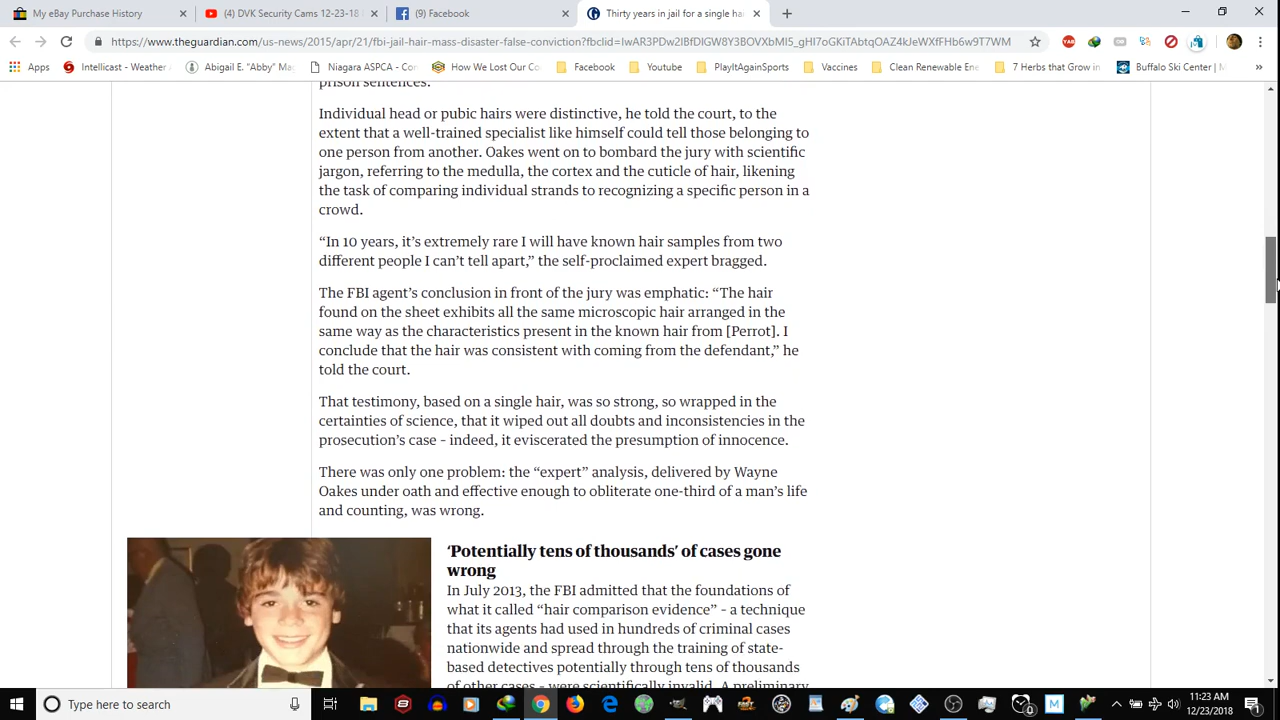 My eBay Purchase History
(4) DVK Security Cams 12-23-18
(9) Facebook
Thirty years in jail for a single hai
https://www.theguardian.com/us-news/2015/apr/21/fbi-jail-hair-mass-disaster-false-conviction?fbclid=IwAR3PDw2IBfDIGW8Y3BOVXbMI5_gHI7oGKiTAbtqOAZ4kJeWXfFHb6w9T7WM
Apps
Intellicast - Weather
Abigail E. "Abby" Ma
Niagara ASPCA - Con
How We Lost Our Co
Facebook
Youtube
PlayItAgainSports
Vaccines
Clean Renewable Ene
7 Herbs that Grow in
Buffalo Ski Center |
prison sentences.
Individual head or pubic hairs were distinctive, he told the court, to the
extent that a well-trained specialist like himself could tell those belonging to
one person from another. Oakes went on to bombard the jury with scientific
jargon, referring to the medulla, the cortex and the cuticle of hair, likening
the task of comparing individual strands to recognizing a specific person in a
crowd.
“In 10 years, it’s extremely rare I will have known hair samples from two
different people I can’t tell apart,” the self-proclaimed expert bragged.
The FBI agent’s conclusion in front of the jury was emphatic: “The hair
found on the sheet exhibits all the same microscopic hair arranged in the
same way as the characteristics present in the known hair from [Perrot]. I
conclude that the hair was consistent with coming from the defendant,” he
told the court.
That testimony, based on a single hair, was so strong, so wrapped in the
certainties of science, that it wiped out all doubts and inconsistencies in the
prosecution’s case – indeed, it eviscerated the presumption of innocence.
There was only one problem: the “expert” analysis, delivered by Wayne
Oakes under oath and effective enough to obliterate one-third of a man’s life
and counting, was wrong.
‘Potentially tens of thousands’ of cases gone
wrong
In July 2013, the FBI admitted that the foundations of
what it called “hair comparison evidence” – a technique
that its agents had used in hundreds of criminal cases
nationwide and spread through the training of state-
based detectives potentially through tens of thousands
of other cases – were scientifically invalid. A preliminary
Type here to search
11:23 AM
12/23/2018